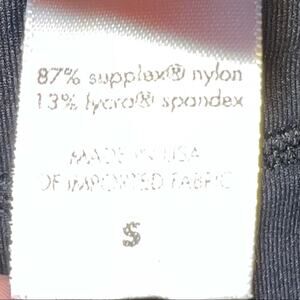 87% supplex® nylon
13% lycra® spandex
MADE IN USA
OF IMPORTED FABRIC
S